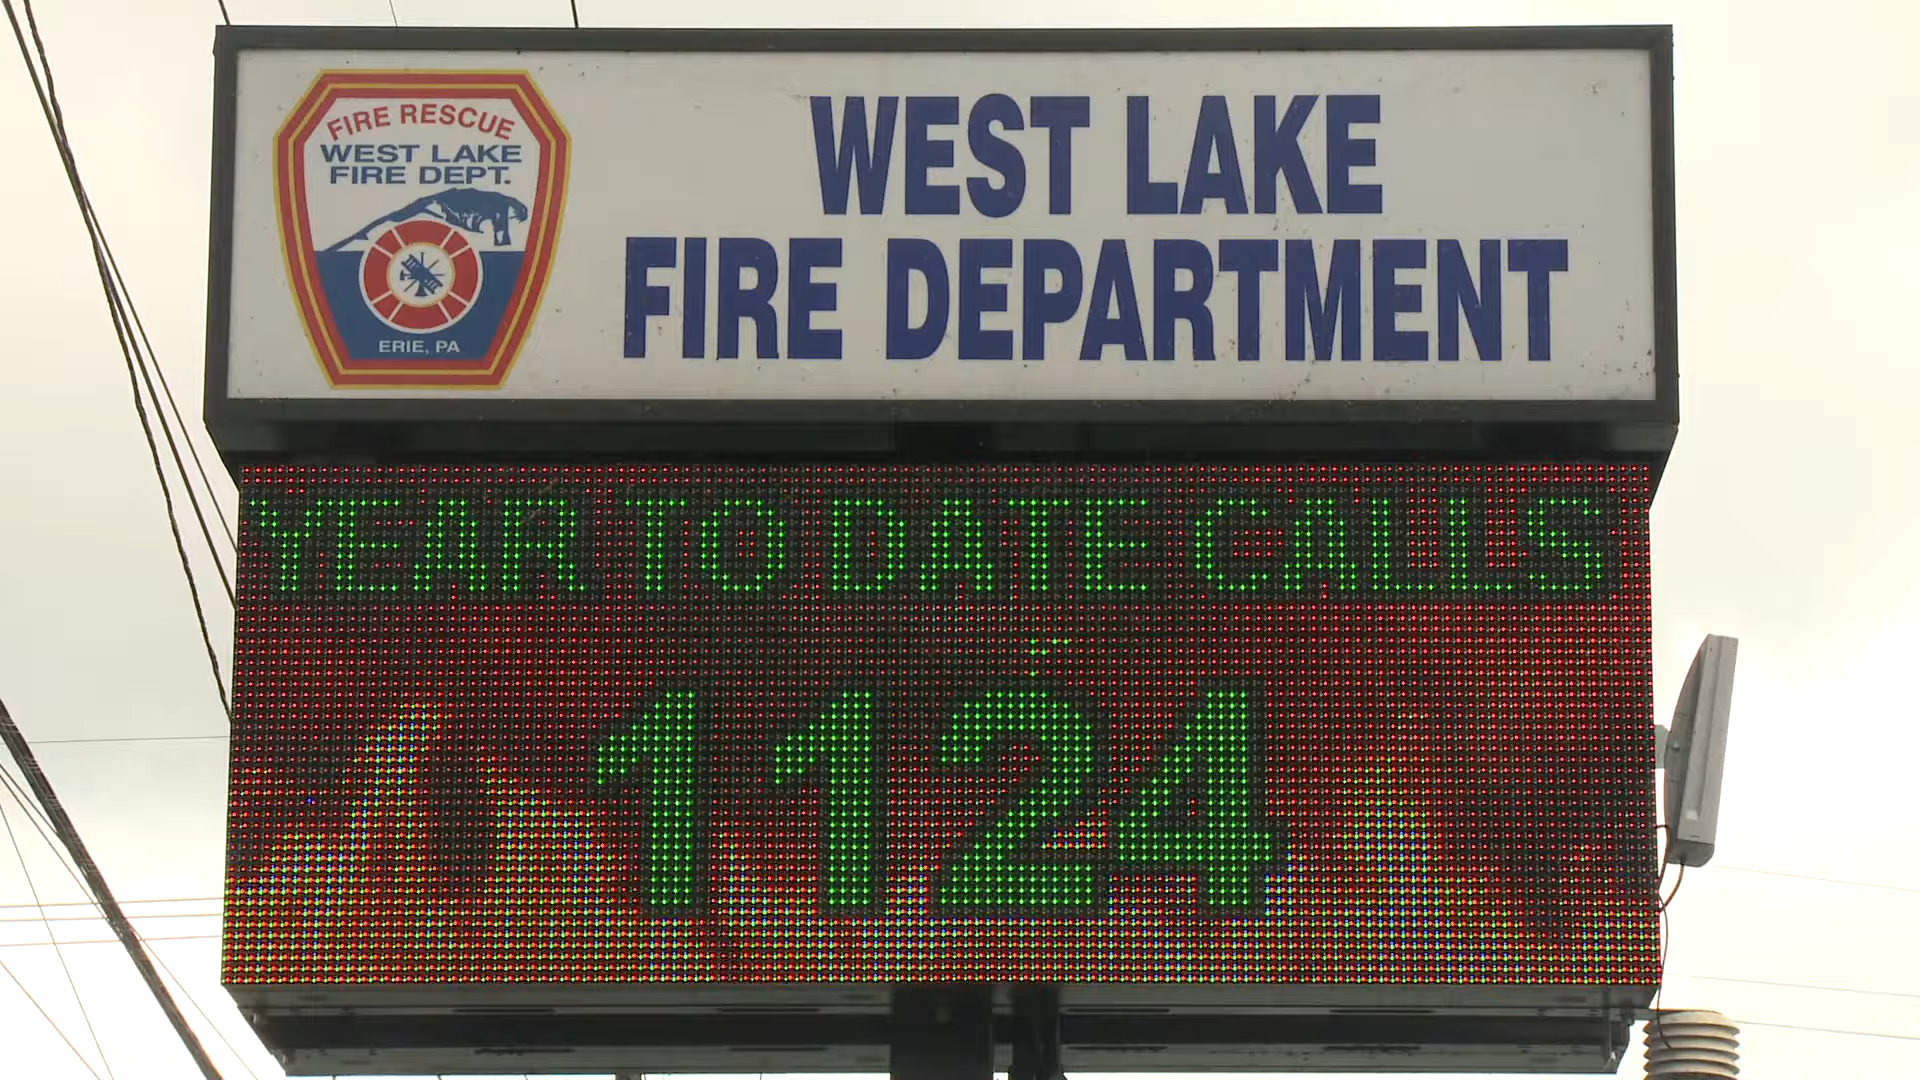 FIRE RESCUE
WEST LAKE
FIRE DEPT.
ERIE, PA
WEST LAKE
FIRE DEPARTMENT
YEAR TO DATE CALLS
1124